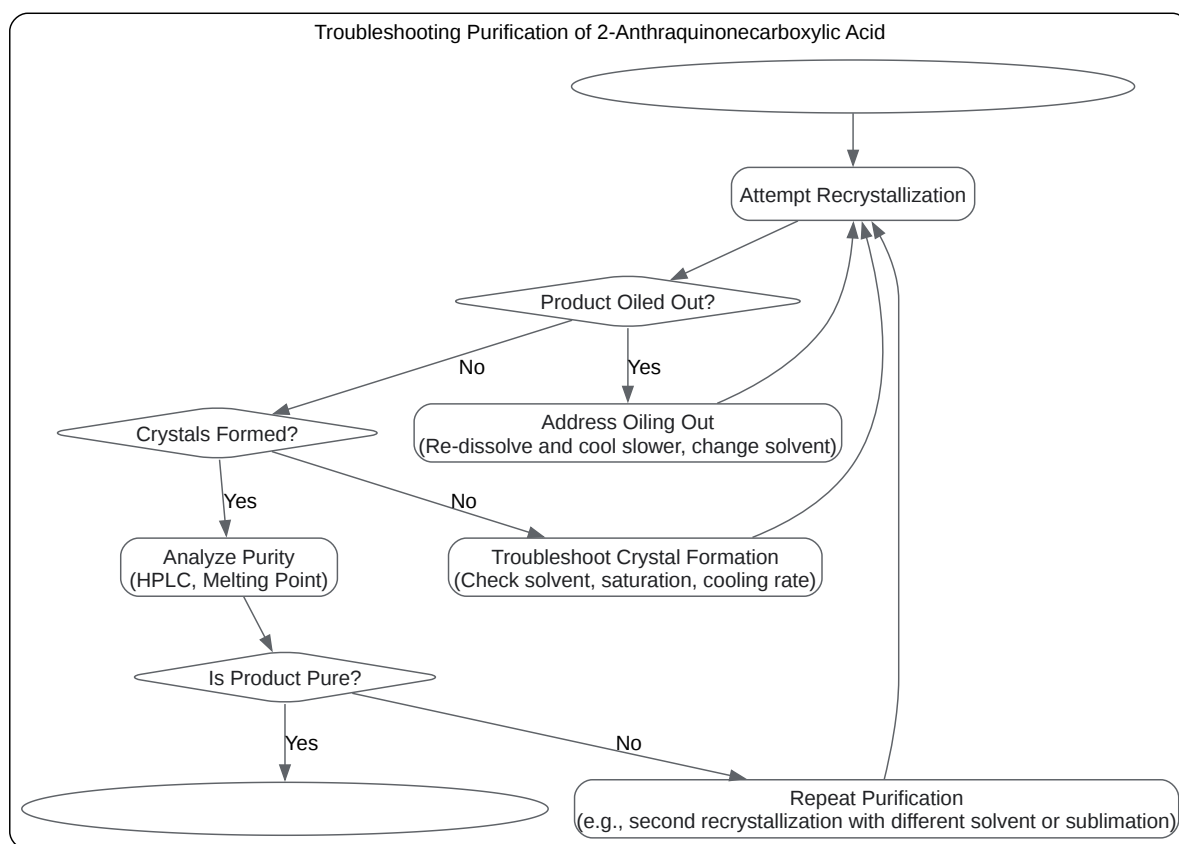 Troubleshooting Purification of 2-Anthraquinonecarboxylic Acid
Attempt Recrystallization
Product Oiled Out?
No
Yes
Address Oiling Out
(Re-dissolve and cool slower, change solvent)
Crystals Formed?
Yes
No
Analyze Purity
(HPLC, Melting Point)
Troubleshoot Crystal Formation
(Check solvent, saturation, cooling rate)
Is Product Pure?
Yes
No
Repeat Purification
(e.g., second recrystallization with different solvent or sublimation)